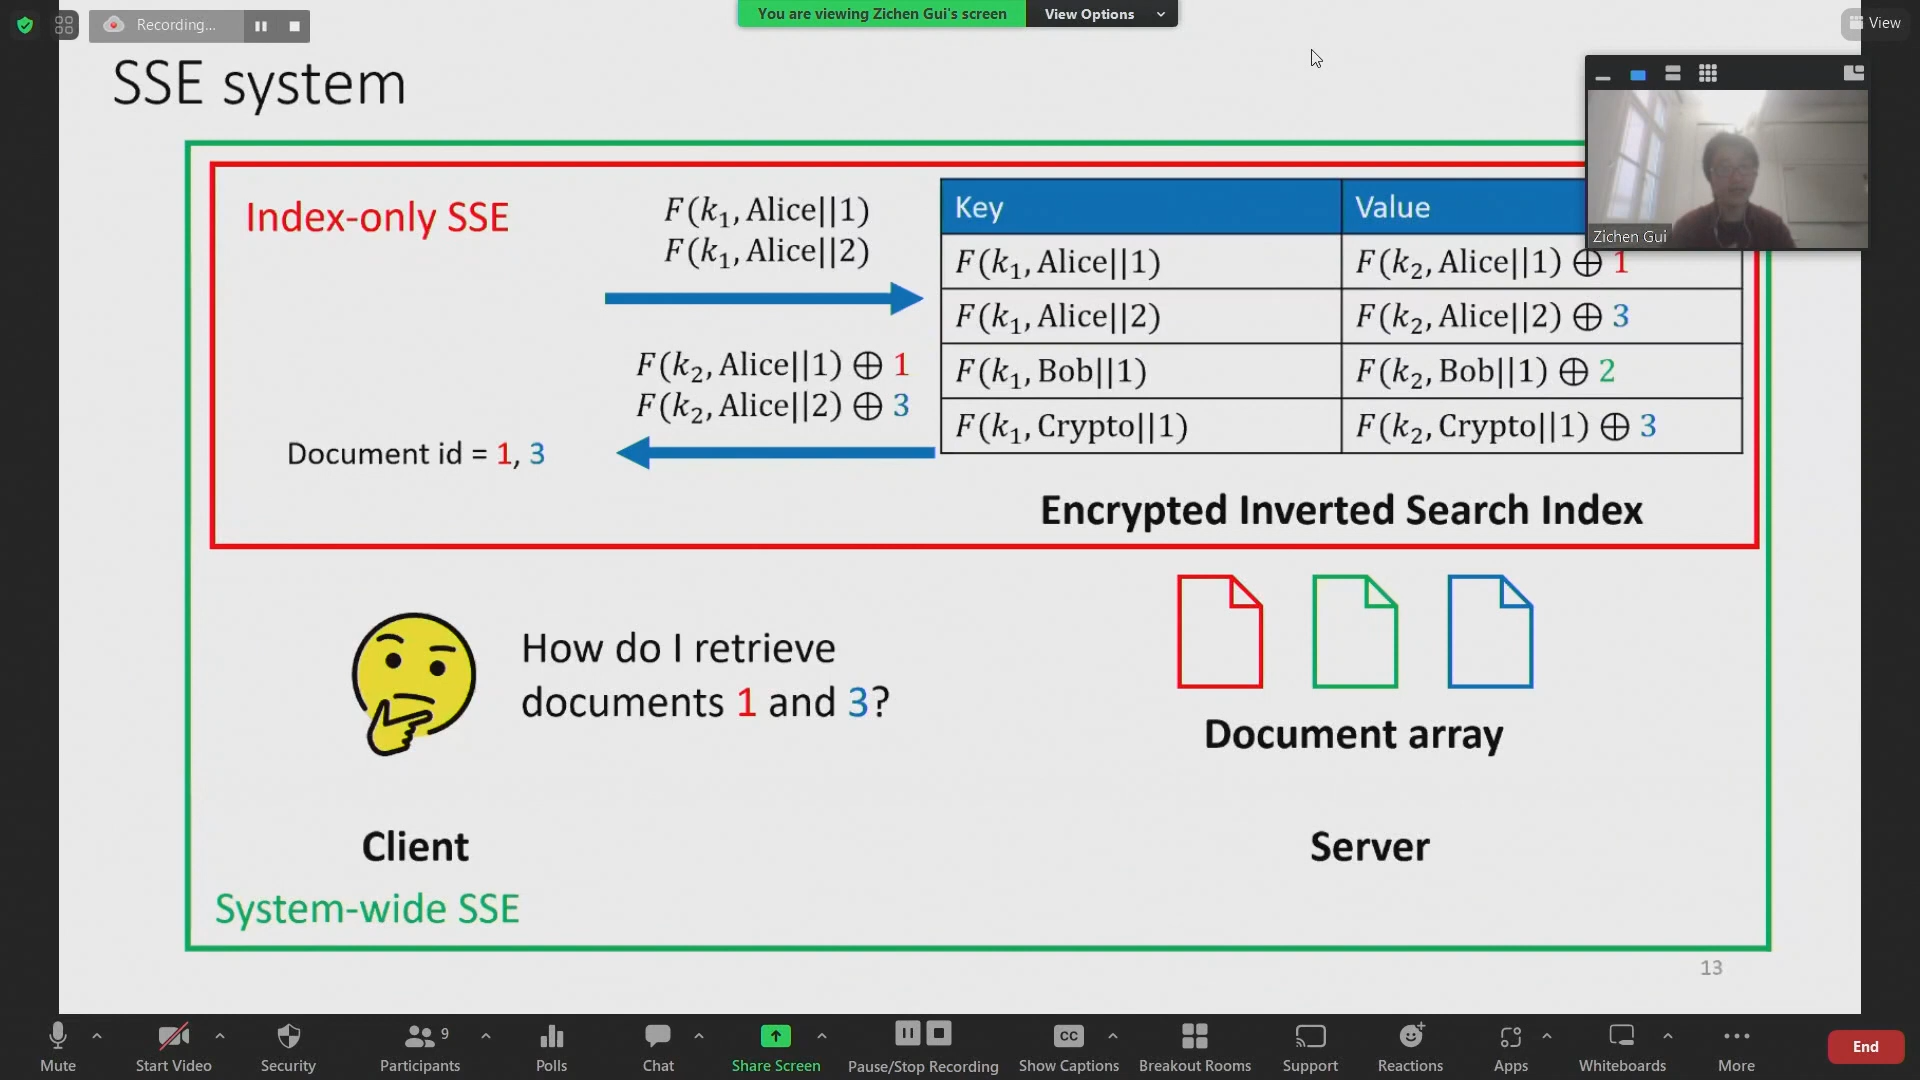 Recording...
You are viewing Zichen Gui's screen
View Options
View
SSE system
Zichen Gui
Index-only SSE
F(k₁, Alice||1)
F(k₁, Alice||2)
F(k₂, Alice||1) ⊕ 1
F(k₂, Alice||2) ⊕ 3
Document id = 1, 3
Key Value
F(k₁, Alice||1) F(k₂, Alice||1) ⊕ 1
F(k₁, Alice||2) F(k₂, Alice||2) ⊕ 3
F(k₁, Bob||1) F(k₂, Bob||1) ⊕ 2
F(k₁, Crypto||1) F(k₂, Crypto||1) ⊕ 3
Encrypted Inverted Search Index
How do I retrieve
documents 1 and 3?
Document array
Client
Server
System-wide SSE
13
9
CC
Mute
Start Video
Security
Participants
Polls
Chat
Share Screen
Pause/Stop Recording
Show Captions
Breakout Rooms
Support
Reactions
Apps
Whiteboards
More
End